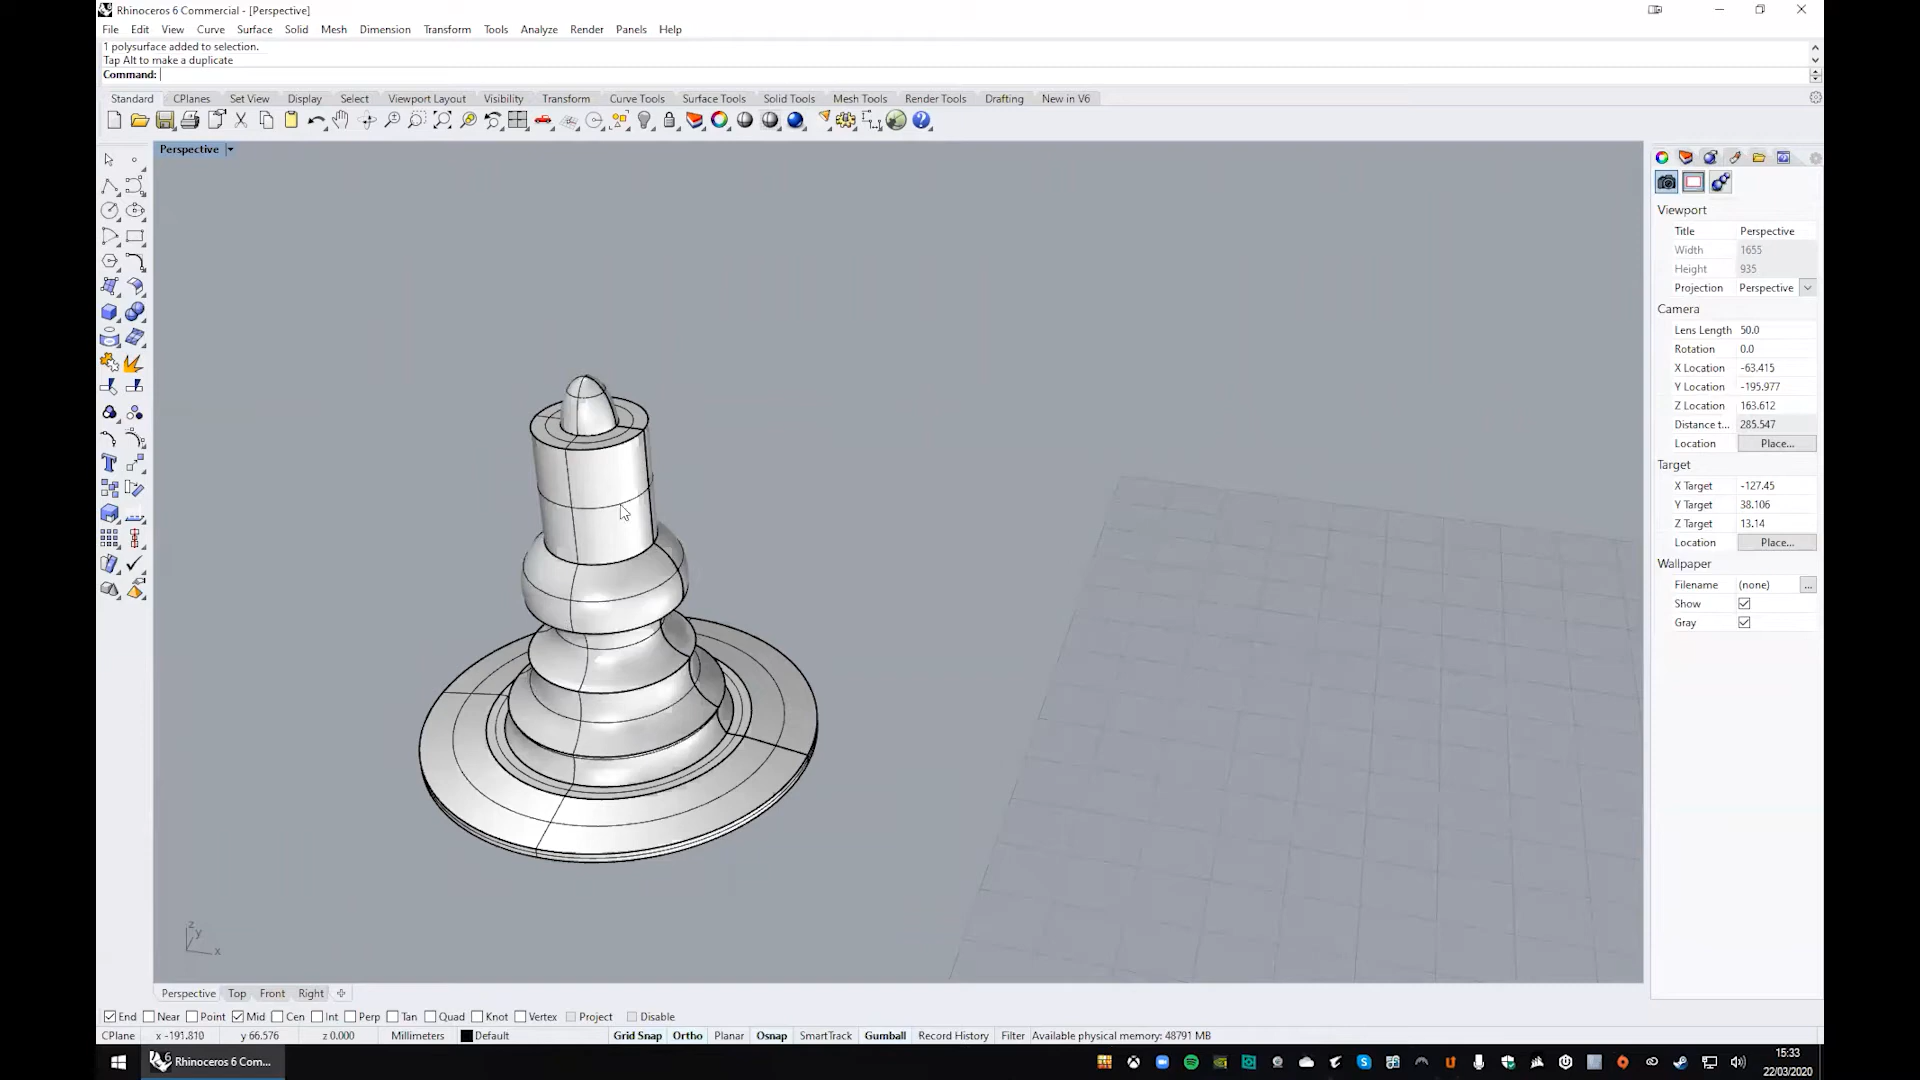 Rhinoceros 6 Commercial - [Perspective]
File Edit View Curve Surface Solid Mesh Dimension Transform Tools Analyze Render Panels Help
1 polysurface added to selection.
Tap Alt to make a duplicate
Command:
Standard CPlanes Set View Display Select Viewport Layout Visibility Transform Curve Tools Surface Tools Solid Tools Mesh Tools Render Tools Drafting New in V6
Perspective
Viewport
Title Perspective
Width 1655
Height 935
Projection Perspective
Camera
Lens Length 50.0
Rotation 0.0
X Location -63.415
Y Location -195.977
Z Location 163.612
Distance t... 285.547
Location Place...
Target
X Target -127.45
Y Target 38.106
Z Target 13.14
Location Place...
Wallpaper
Filename (none) ...
Show
Gray
z
y
x
Perspective Top Front Right
End Near Point Mid Cen Int Perp Tan Quad Knot Vertex Project Disable
CPlane x -191.810 y 66.576 z 0.000 Millimeters Default Grid Snap Ortho Planar Osnap SmartTrack Gumball Record History Filter Available physical memory: 48791 MB
6 Rhinoceros 6 Com...
15:33
22/03/2020